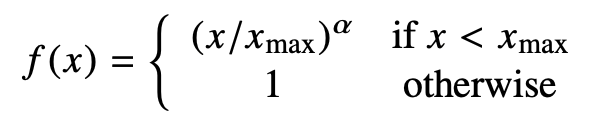 f(x) = { (x/x_max)^α if x < x_max
1 otherwise